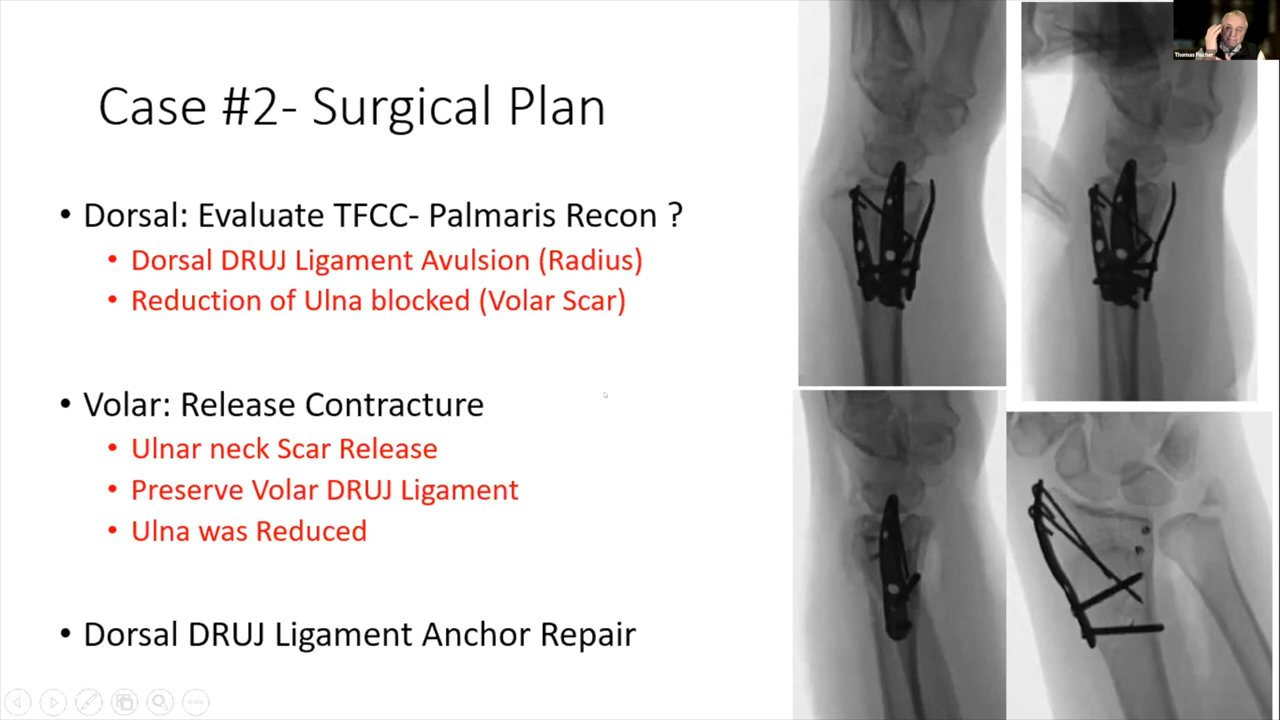 Case #2- Surgical Plan
• Dorsal: Evaluate TFCC- Palmaris Recon ?
• Dorsal DRUJ Ligament Avulsion (Radius)
• Reduction of Ulna blocked (Volar Scar)
• Volar: Release Contracture
• Ulnar neck Scar Release
• Preserve Volar DRUJ Ligament
• Ulna was Reduced
• Dorsal DRUJ Ligament Anchor Repair
Thomas Fischer